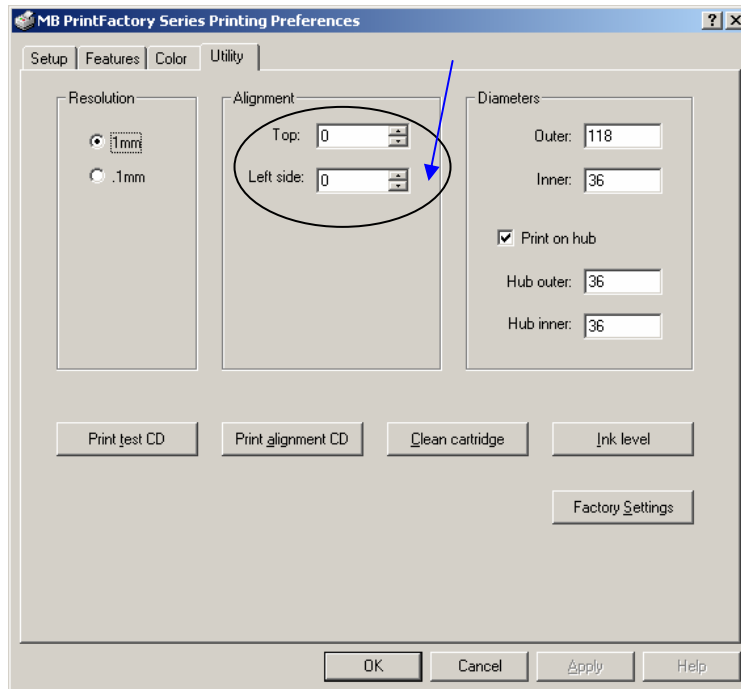 MB PrintFactory Series Printing Preferences
Setup Features Color Utility
Resolution
1mm
.1mm
Alignment
Top: 0
Left side: 0
Diameters
Outer: 118
Inner: 36
Print on hub
Hub outer: 36
Hub inner: 36
Print test CD Print alignment CD Clean cartridge Ink level
Factory Settings
OK Cancel Apply Help